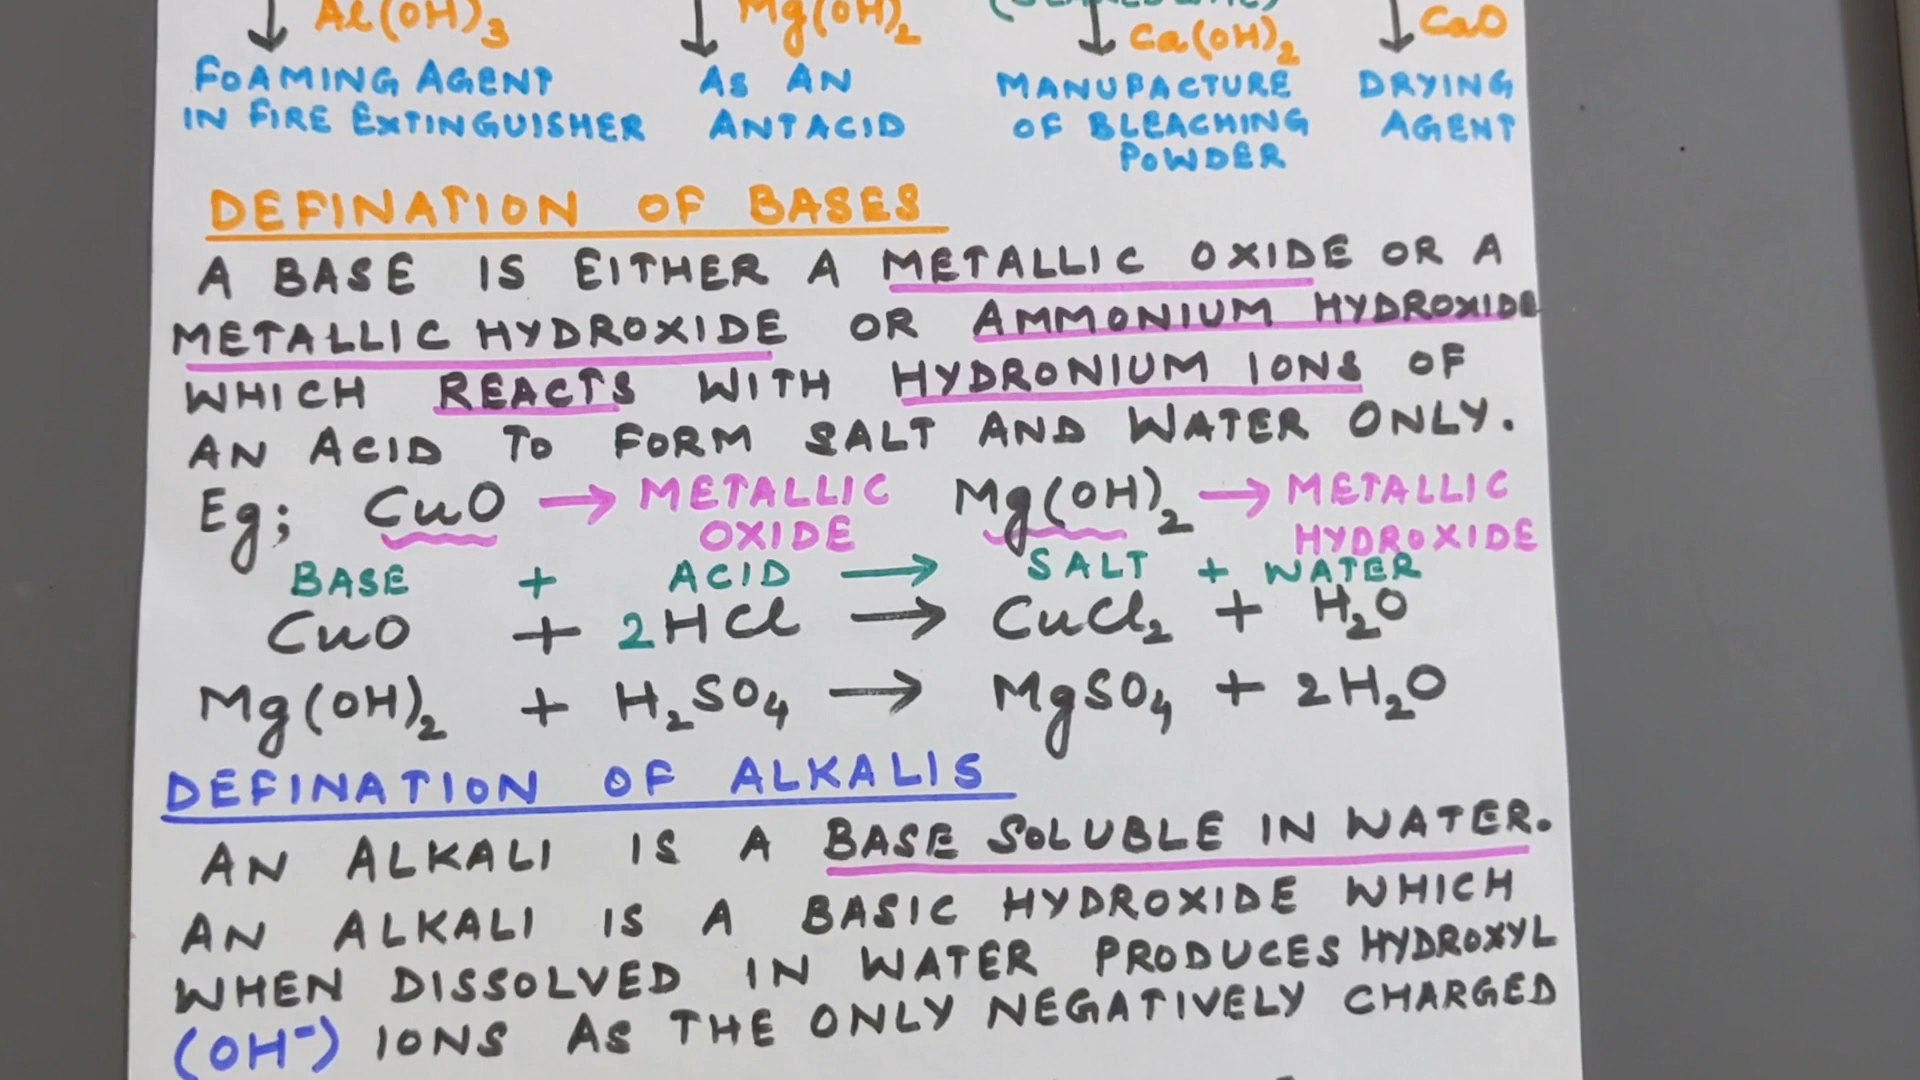 Al(OH)₃ Mg(OH)₂ Ca(OH)₂ CaO
FOAMING AGENT IN FIRE EXTINGUISHER
AS AN ANTACID
MANUFACTURE OF BLEACHING POWDER
DRYING AGENT
DEFINATION OF BASES
A BASE IS EITHER A METALLIC OXIDE OR A
METALLIC HYDROXIDE OR AMMONIUM HYDROXIDE
WHICH REACTS WITH HYDRONIUM IONS OF
AN ACID TO FORM SALT AND WATER ONLY.
Eg; CuO → METALLIC OXIDE Mg(OH)₂ → METALLIC HYDROXIDE
BASE + ACID → SALT + WATER
CuO + 2HCl → CuCl₂ + H₂O
Mg(OH)₂ + H₂SO₄ → MgSO₄ + 2H₂O
DEFINATION OF ALKALIS
AN ALKALI IS A BASE SOLUBLE IN WATER.
AN ALKALI IS A BASIC HYDROXIDE WHICH
WHEN DISSOLVED IN WATER PRODUCES HYDROXYL
(OH⁻) IONS AS THE ONLY NEGATIVELY CHARGED